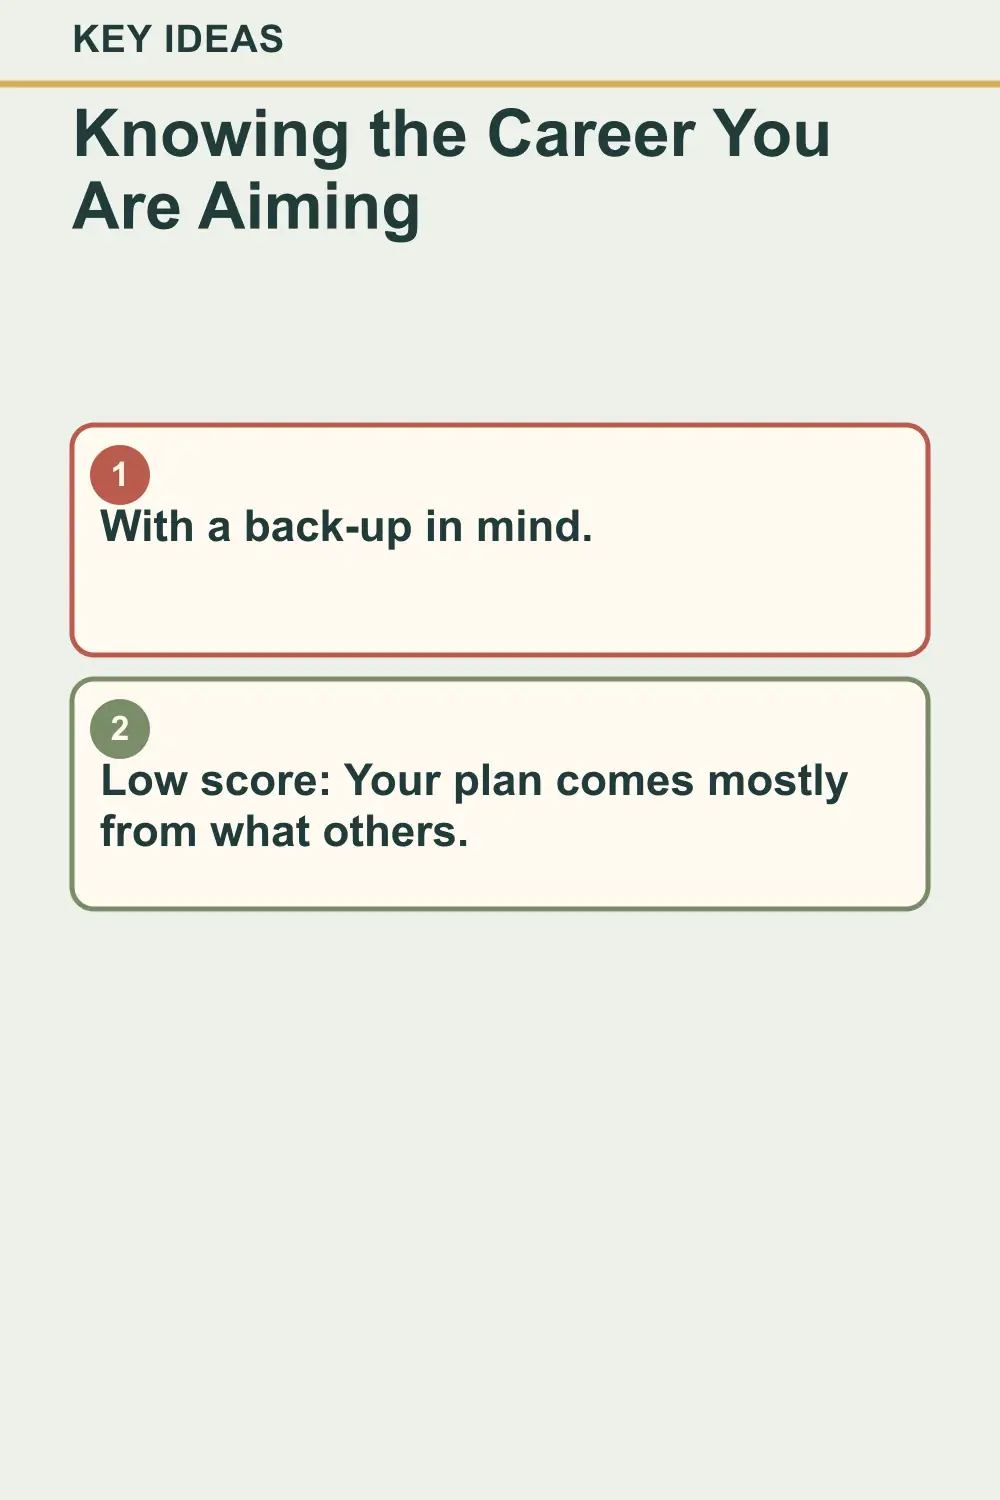 KEY IDEAS
Knowing the Career You
Are Aiming
1
With a back-up in mind.
2
Low score: Your plan comes mostly
from what others.